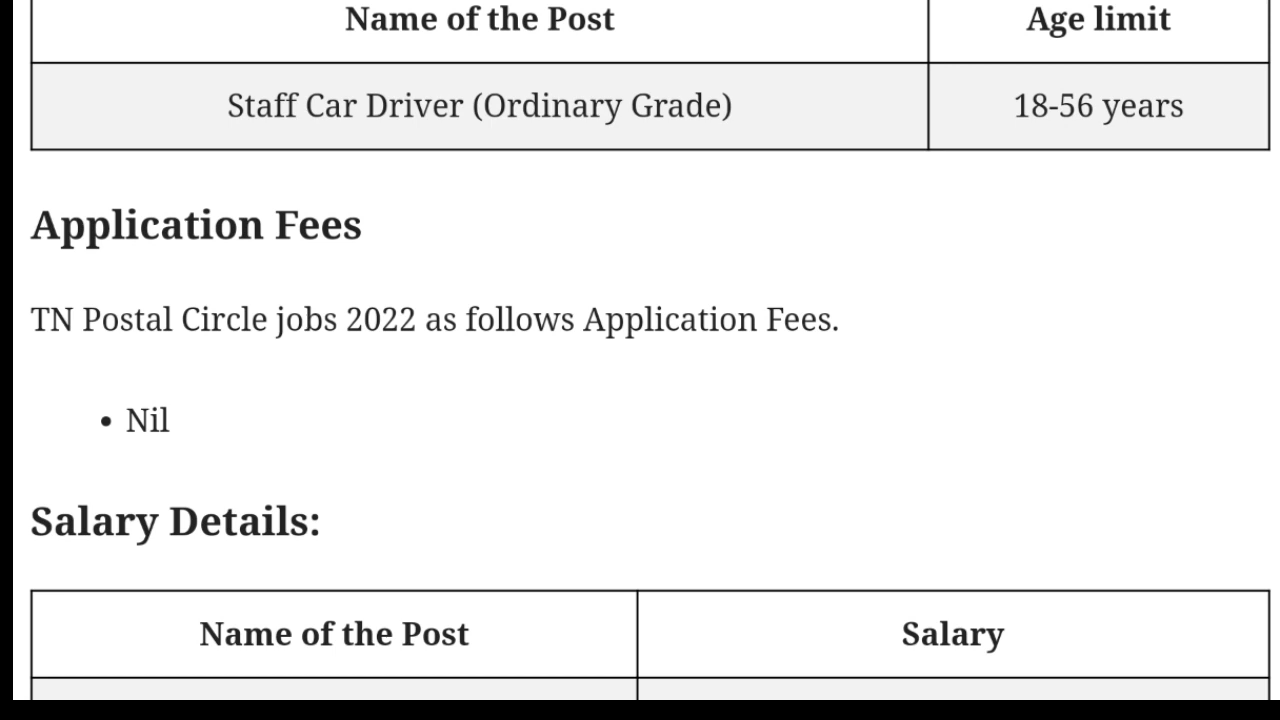 Name of the Post Age limit
Staff Car Driver (Ordinary Grade) 18-56 years
Application Fees
TN Postal Circle jobs 2022 as follows Application Fees.
• Nil
Salary Details:
Name of the Post Salary